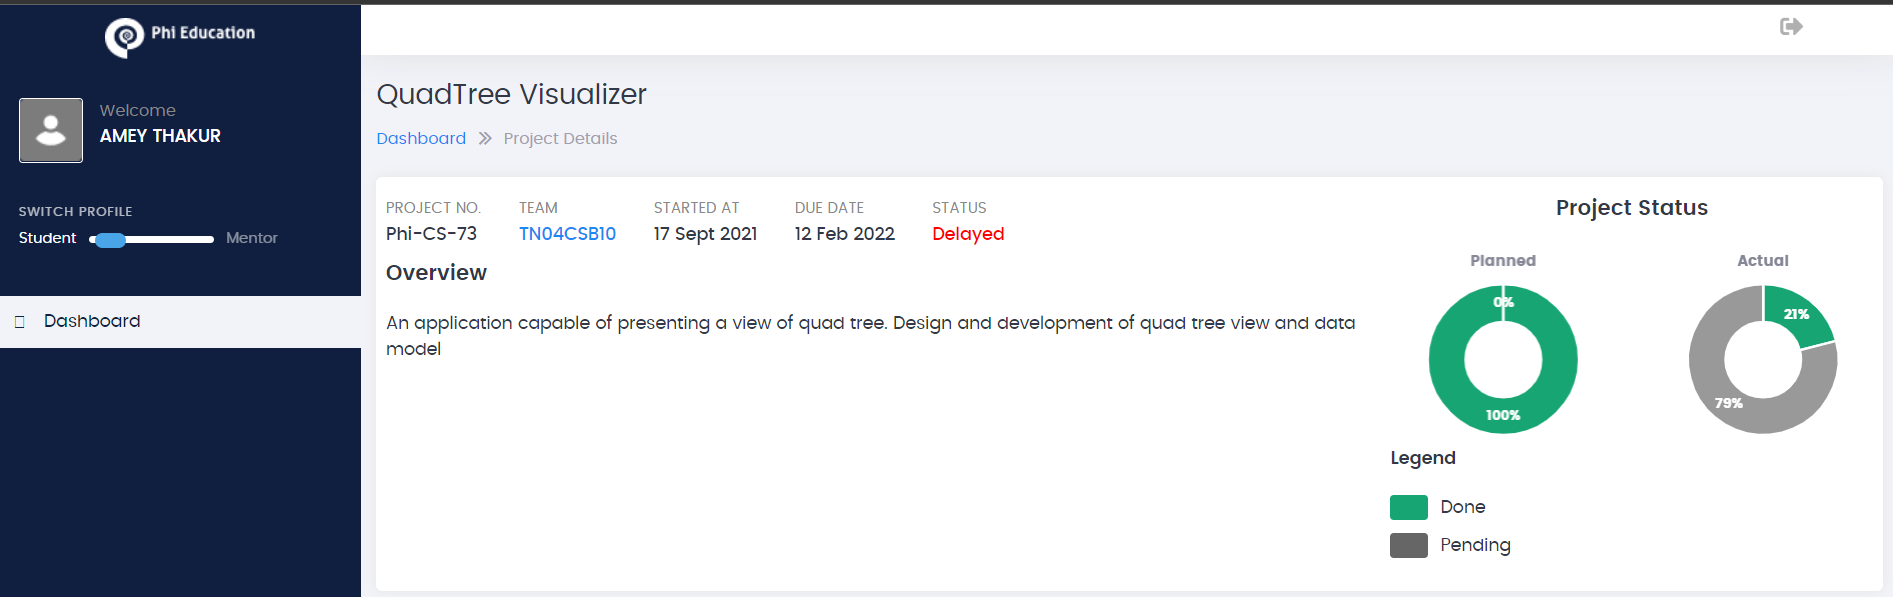 Phi Education
Welcome
AMEY THAKUR
SWITCH PROFILE
Student Mentor
Dashboard
QuadTree Visualizer
Dashboard » Project Details
PROJECT NO. TEAM STARTED AT DUE DATE STATUS
Phi-CS-73 TN04CSB10 17 Sept 2021 12 Feb 2022 Delayed
Overview
An application capable of presenting a view of quad tree. Design and development of quad tree view and data
model
Project Status
Planned Actual
0%
21%
79%
100%
Legend
Done
Pending